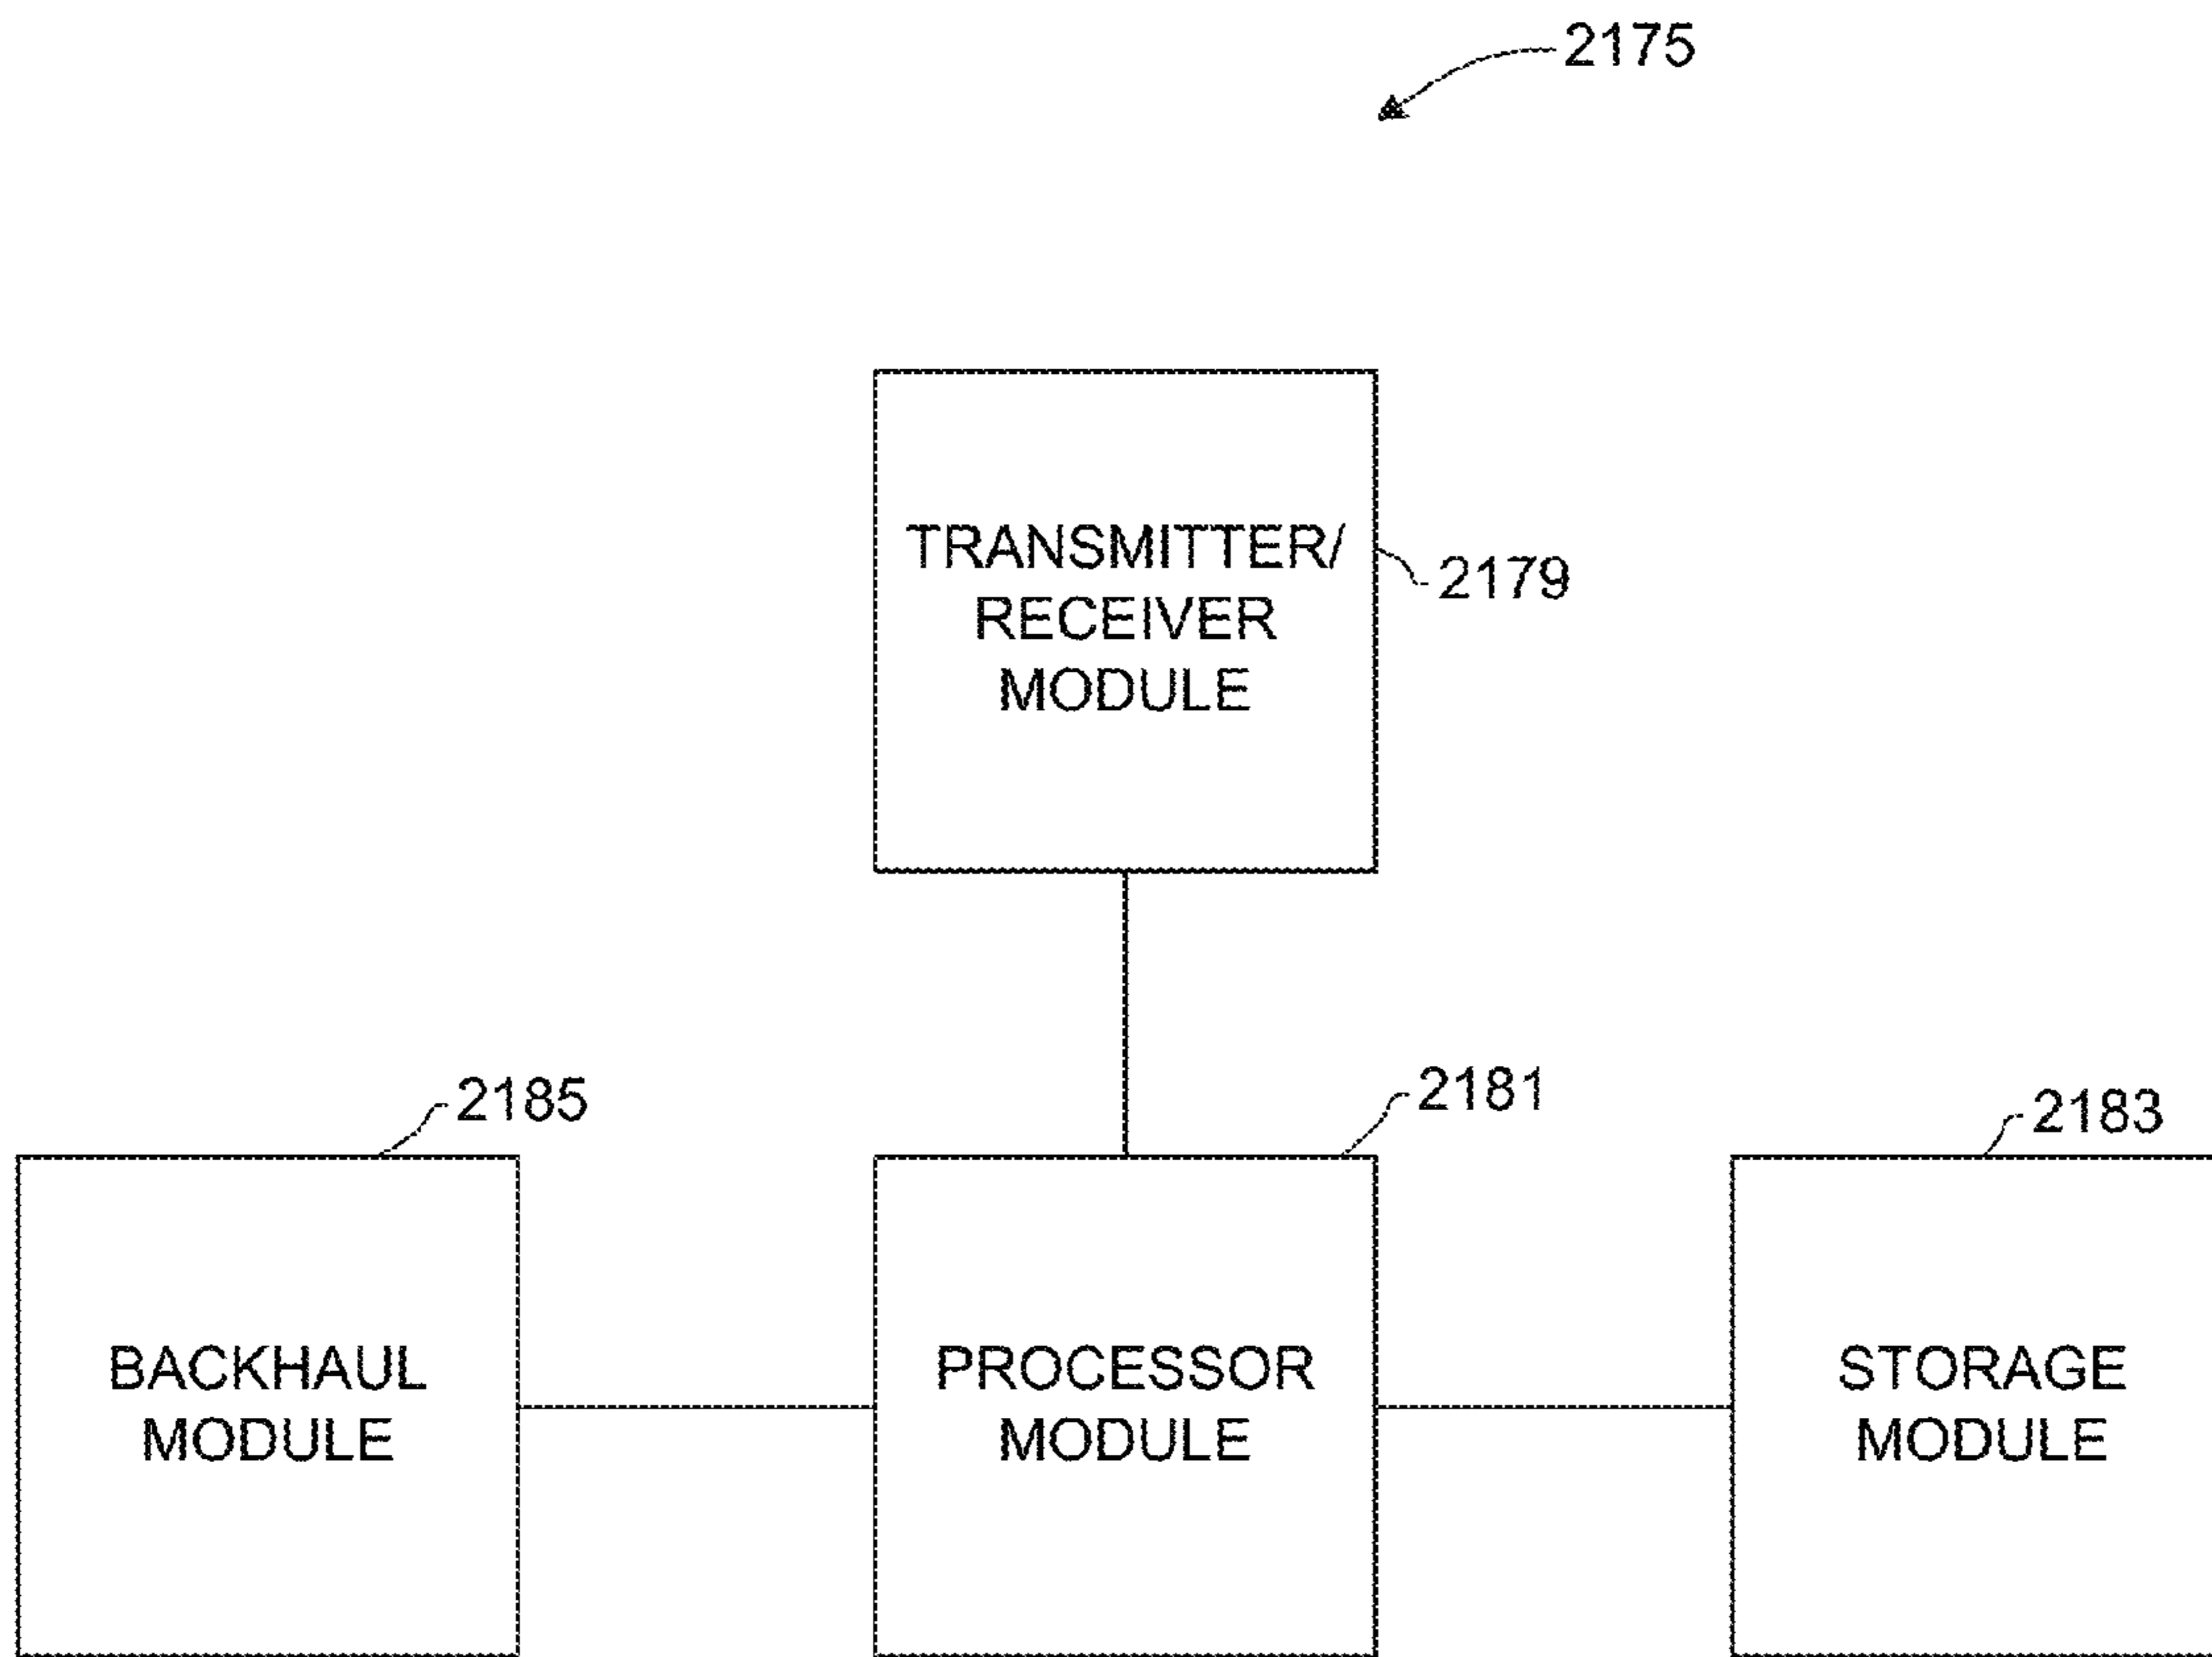 2175
TRANSMITTER/
RECEIVER
MODULE
2179
2185
2181
2183
BACKHAUL
MODULE
PROCESSOR
MODULE
STORAGE
MODULE